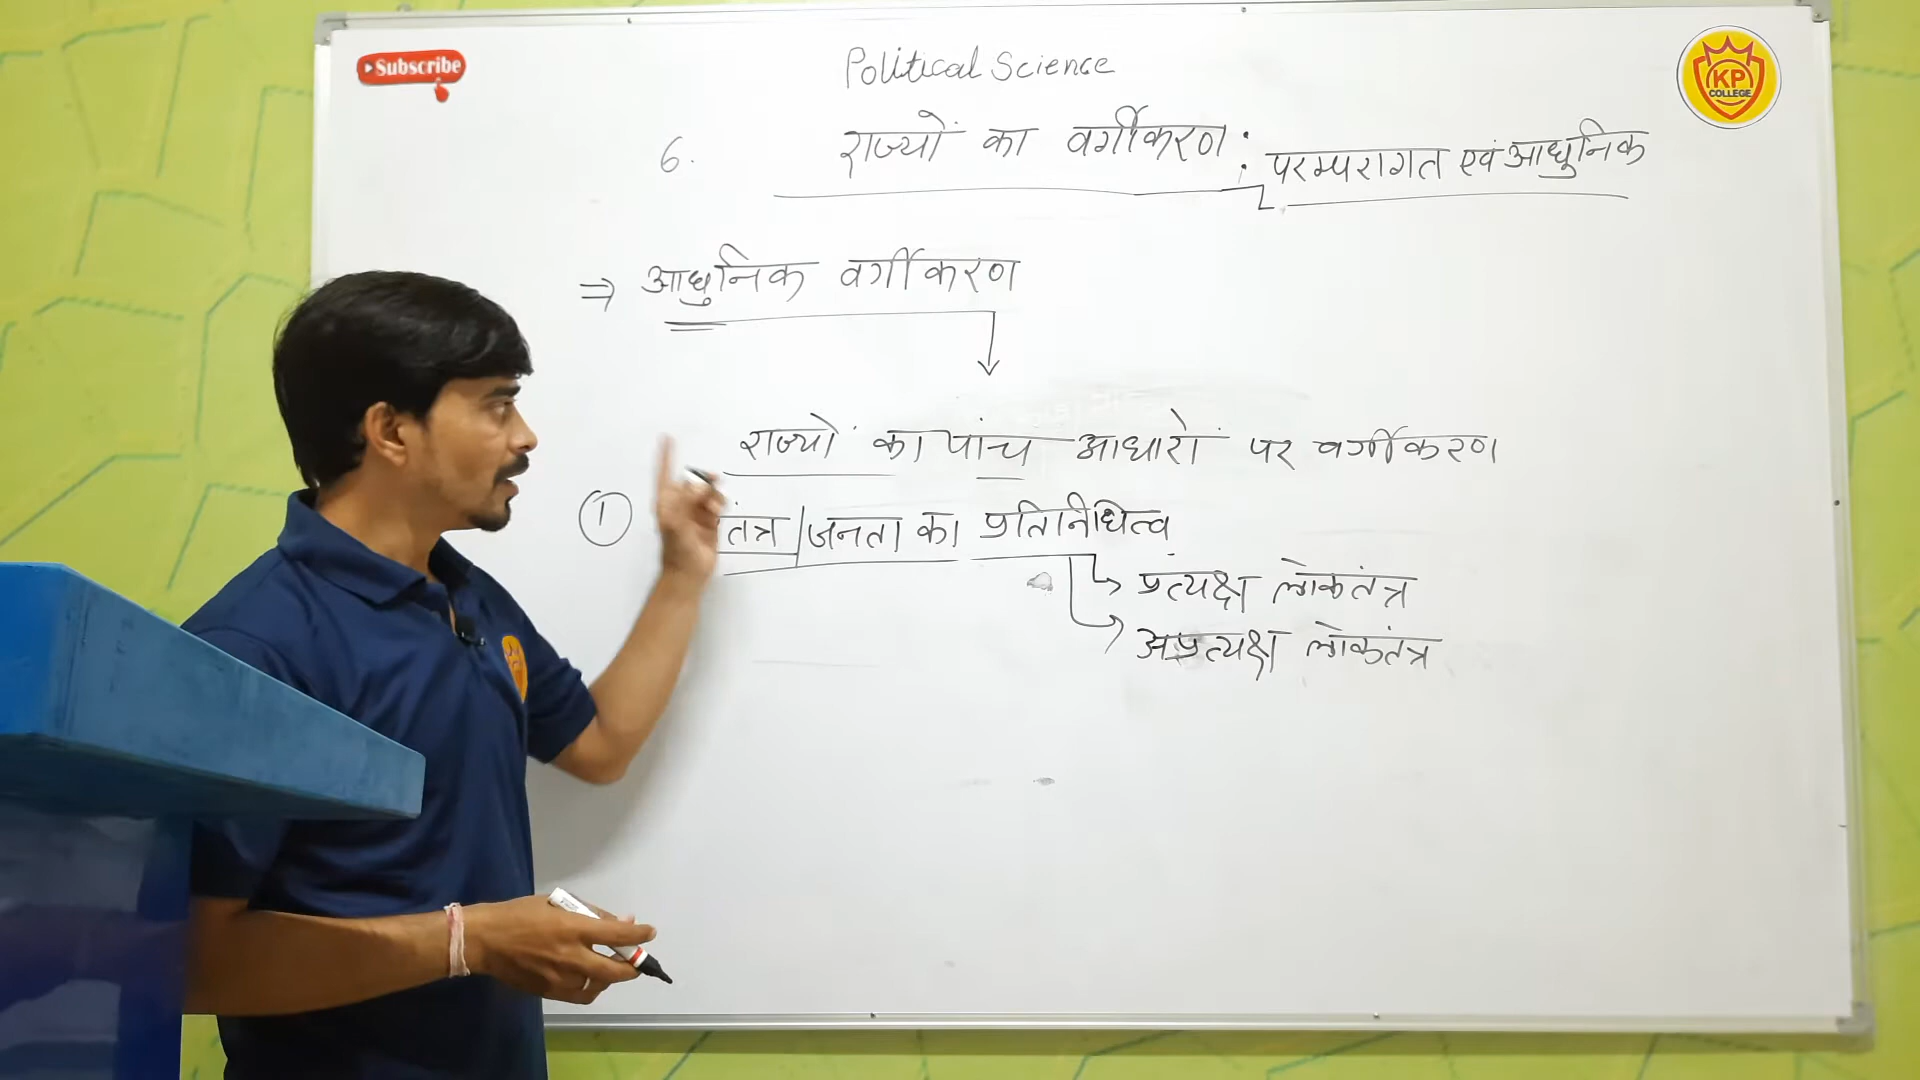 Subscribe
Political Science
KP
COLLEGE
6. राज्यों का वर्गीकरण : परम्परागत एवं आधुनिक
⇒ आधुनिक वर्गीकरण
राज्यों का पांच आधारों पर वर्गीकरण
① तंत्र/जनता का प्रतिनिधित्व
↳ प्रत्यक्ष लोकतंत्र
→ अप्रत्यक्ष लोकतंत्र